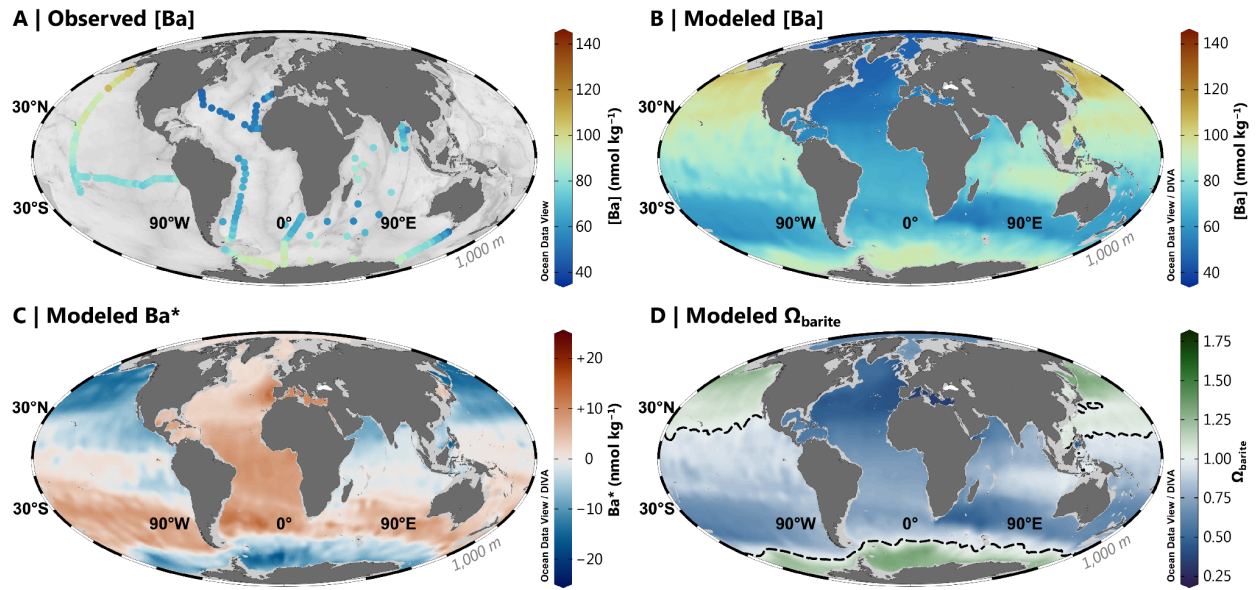 A | Observed [Ba]
30°N
30°S
90°W
0°
90°E
1,000 m
Ocean Data View
140
120
100
80
60
40
[Ba] (nmol kg⁻¹)
B | Modeled [Ba]
30°N
30°S
90°W
0°
90°E
1,000 m
Ocean Data View / DIVA
140
120
100
80
60
40
[Ba] (nmol kg⁻¹)
C | Modeled Ba*
30°N
30°S
90°W
0°
90°E
1,000 m
Ocean Data View / DIVA
+20
+10
0
−10
−20
Ba* (nmol kg⁻¹)
D | Modeled Ωbarite
30°N
30°S
90°W
0°
90°E
1,000 m
Ocean Data View / DIVA
1.75
1.50
1.25
1.00
0.75
0.50
0.25
Ωbarite